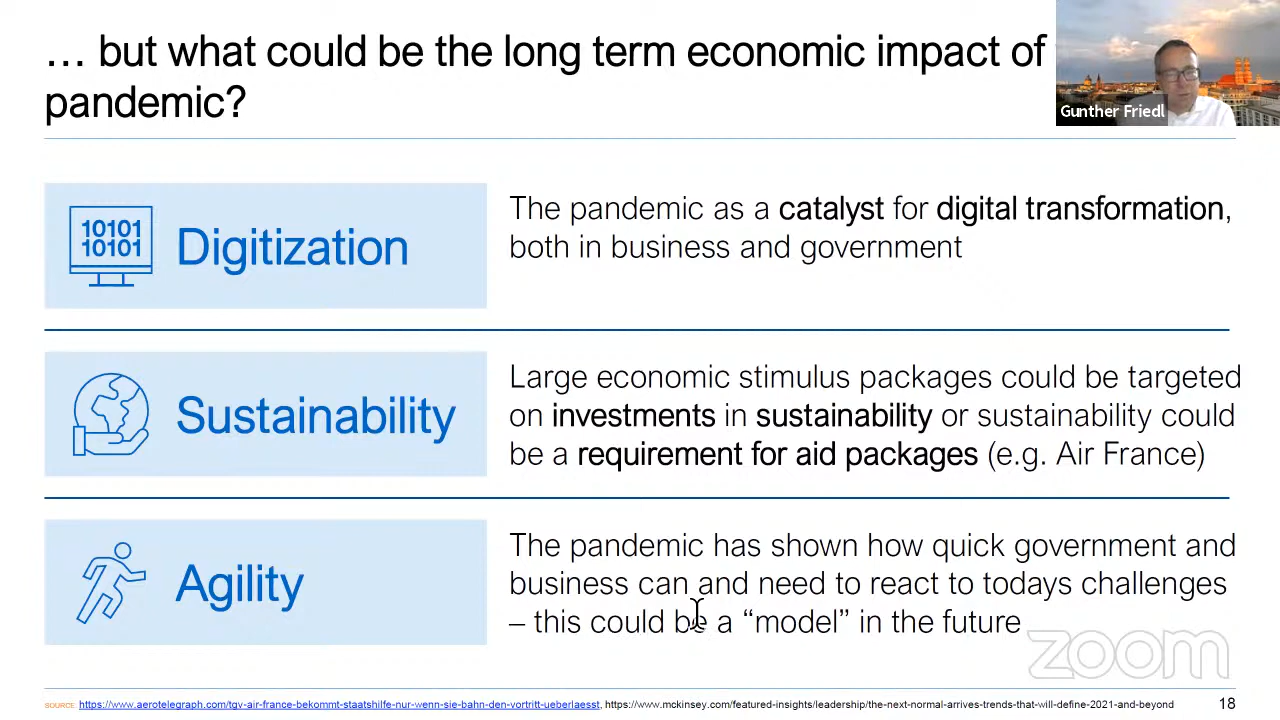 … but what could be the long term economic impact of
pandemic?
Gunther Friedl
10101
10101
Digitization
The pandemic as a catalyst for digital transformation,
both in business and government
Sustainability
Large economic stimulus packages could be targeted
on investments in sustainability or sustainability could
be a requirement for aid packages (e.g. Air France)
Agility
The pandemic has shown how quick government and
business can and need to react to todays challenges
– this could be a “model” in the future
zoom
SOURCE: https://www.aerotelegraph.com/tgv-air-france-bekommt-staatshilfe-nur-wenn-sie-bahn-den-vortritt-ueberlaesst, https://www.mckinsey.com/featured-insights/leadership/the-next-normal-arrives-trends-that-will-define-2021-and-beyond
18